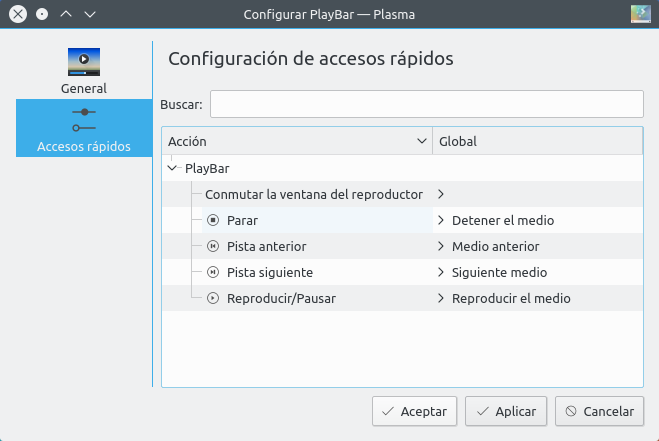 Configurar PlayBar — Plasma
General
Accesos rápidos
Configuración de accesos rápidos
Buscar:
Acción Global
PlayBar
Conmutar la ventana del reproductor
Parar Detener el medio
Pista anterior Medio anterior
Pista siguiente Siguiente medio
Reproducir/Pausar Reproducir el medio
Aceptar Aplicar Cancelar